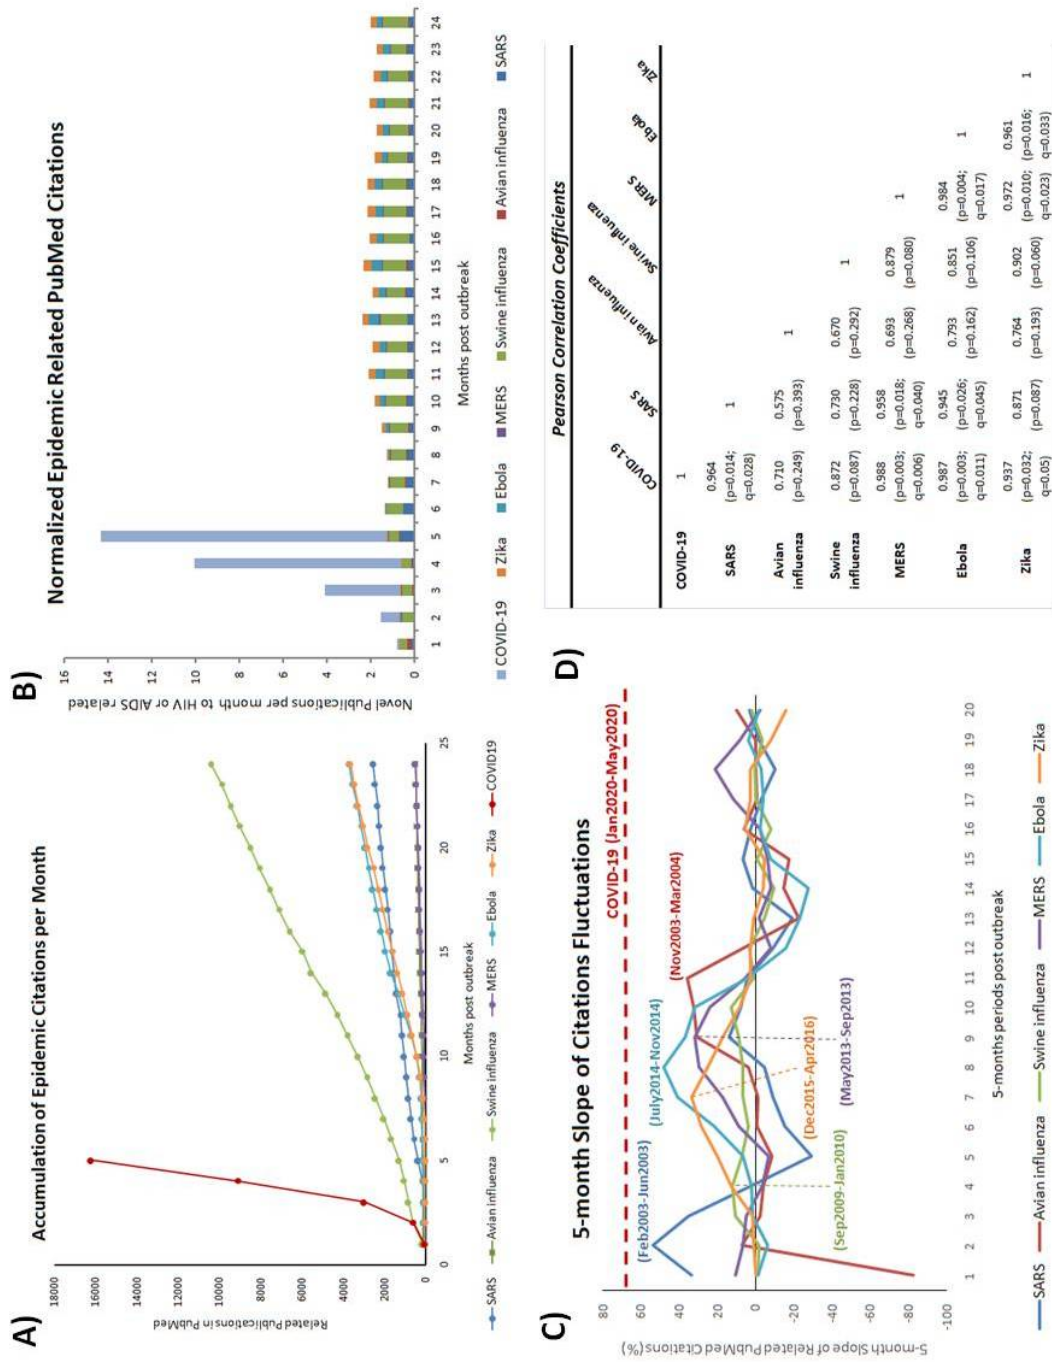 A)
Accumulation of Epidemic Citations per Month
Related Publications in PubMed
18000
16000
14000
12000
10000
8000
6000
4000
2000
0
0 5 10 15 20 25
Months post outbreak
SARS Avian influenza Swine influenza MERS Ebola Zika COVID19
B)
Normalized Epidemic Related PubMed Citations
Novel Publications per month to HIV or AIDS related
16
14
12
10
8
6
4
2
0
1 2 3 4 5 6 7 8 9 10 11 12 13 14 15 16 17 18 19 20 21 22 23 24
Months post outbreak
COVID-19 Zika Ebola MERS Swine influenza Avian influenza SARS
C)
5-month Slope of Citations Fluctuations
5-month Slope of Related PubMed Citations (%)
80
60
40
20
0
-20
-40
-60
-80
-100
COVID-19 (Jan2020-May2020)
(Feb2003-Jun2003)
(July2014-Nov2014)
(Nov2003-Mar2004)
(Sep2009-Jan2010)
(Dec2015-Apr2016)
(May2013-Sep2013)
1 2 3 4 5 6 7 8 9 10 11 12 13 14 15 16 17 18 19 20
5-months periods post outbreak
SARS Avian influenza Swine influenza MERS Ebola Zika
D)
Pearson Correlation Coefficients
COVID-19 SARS Avian influenza Swine influenza MERS Ebola Zika
COVID-19 1
SARS 0.964 1
(p=0.014;
q=0.028)
Avian 0.710 0.575 1
influenza (p=0.249) (p=0.393)
Swine 0.872 0.730 0.670 1
influenza (p=0.087) (p=0.228) (p=0.292)
MERS 0.988 0.958 0.693 0.879 1
(p=0.003; (p=0.018; (p=0.268) (p=0.080)
q=0.006) q=0.040)
Ebola 0.987 0.945 0.793 0.851 0.984 1
(p=0.003; (p=0.026; (p=0.162) (p=0.106) (p=0.004;
q=0.011) q=0.045) q=0.017)
Zika 0.937 0.871 0.764 0.902 0.972 0.961 1
(p=0.032; (p=0.087) (p=0.193) (p=0.060) (p=0.010; (p=0.016;
q=0.05) q=0.023) q=0.033)